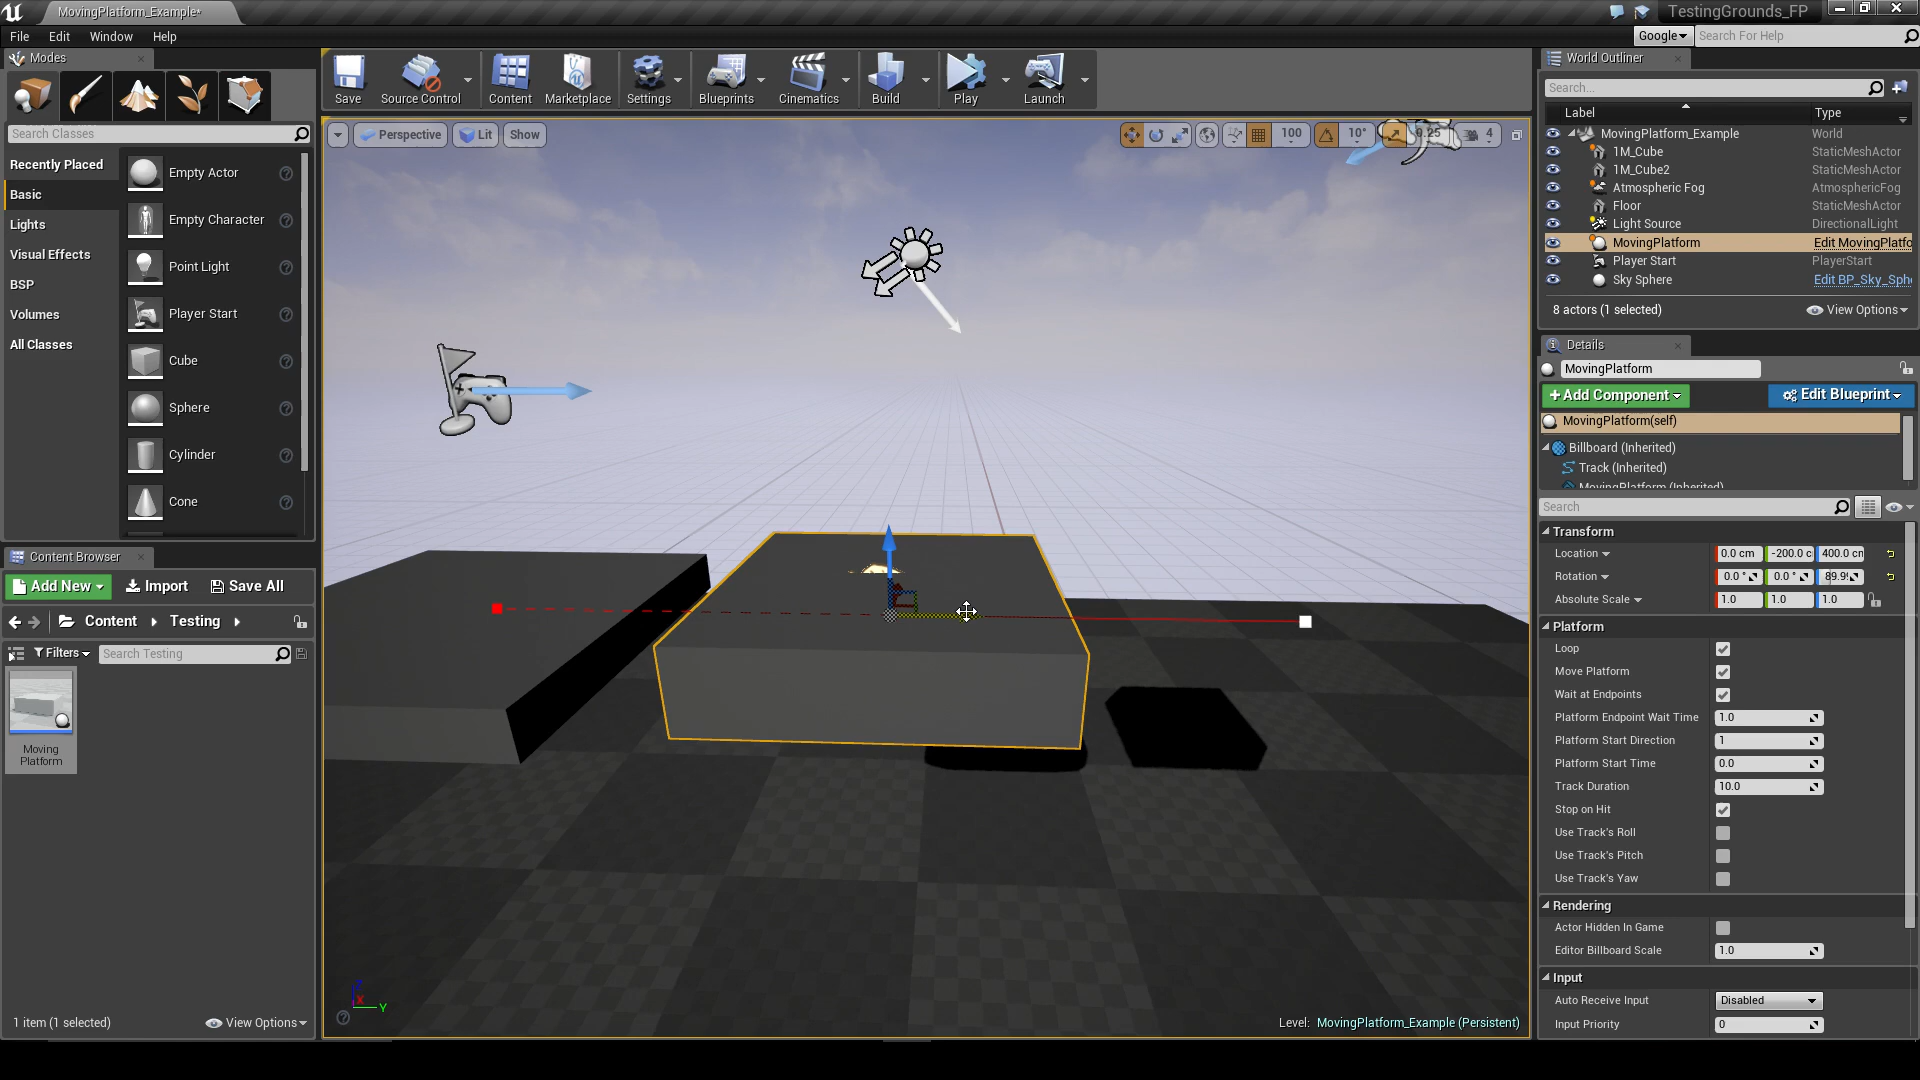 MovingPlatform_Example*
TestingGrounds_FP
File Edit Window Help
Google Search For Help
Modes
Search Classes
Recently Placed
Basic
Lights
Visual Effects
BSP
Volumes
All Classes
Empty Actor
Empty Character
Point Light
Player Start
Cube
Sphere
Cylinder
Cone
Save Source Control Content Marketplace Settings Blueprints Cinematics Build Play Launch
Perspective Lit Show
100 10° 0.25 4
Level: MovingPlatform_Example (Persistent)
X
Y
Content Browser
Add New Import Save All
Content Testing
Filters Search Testing
Moving
Platform
1 item (1 selected) View Options
World Outliner
Search...
Label Type
MovingPlatform_Example World
1M_Cube StaticMeshActor
1M_Cube2 StaticMeshActor
Atmospheric Fog AtmosphericFog
Floor StaticMeshActor
Light Source DirectionalLight
MovingPlatform Edit MovingPlatfo
Player Start PlayerStart
Sky Sphere Edit BP_Sky_Sph
8 actors (1 selected) View Options
Details
MovingPlatform
+Add Component Edit Blueprint
MovingPlatform(self)
Billboard (Inherited)
Track (Inherited)
MovingPlatform (Inherited)
Search
Transform
Location 0.0 cm -200.0 c 400.0 cm
Rotation 0.0 ° 0.0 ° 89.9
Absolute Scale 1.0 1.0 1.0
Platform
Loop
Move Platform
Wait at Endpoints
Platform Endpoint Wait Time 1.0
Platform Start Direction 1
Platform Start Time 0.0
Track Duration 10.0
Stop on Hit
Use Track's Roll
Use Track's Pitch
Use Track's Yaw
Rendering
Actor Hidden In Game
Editor Billboard Scale 1.0
Input
Auto Receive Input Disabled
Input Priority 0